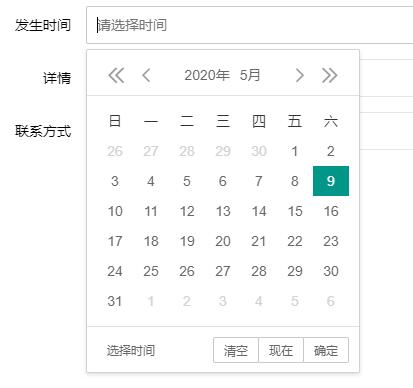 发生时间 请选择时间
2020年 5月
详情
日 一 二 三 四 五 六
联系方式
26 27 28 29 30 1 2
3 4 5 6 7 8 9
10 11 12 13 14 15 16
17 18 19 20 21 22 23
24 25 26 27 28 29 30
31 1 2 3 4 5 6
选择时间 清空 现在 确定